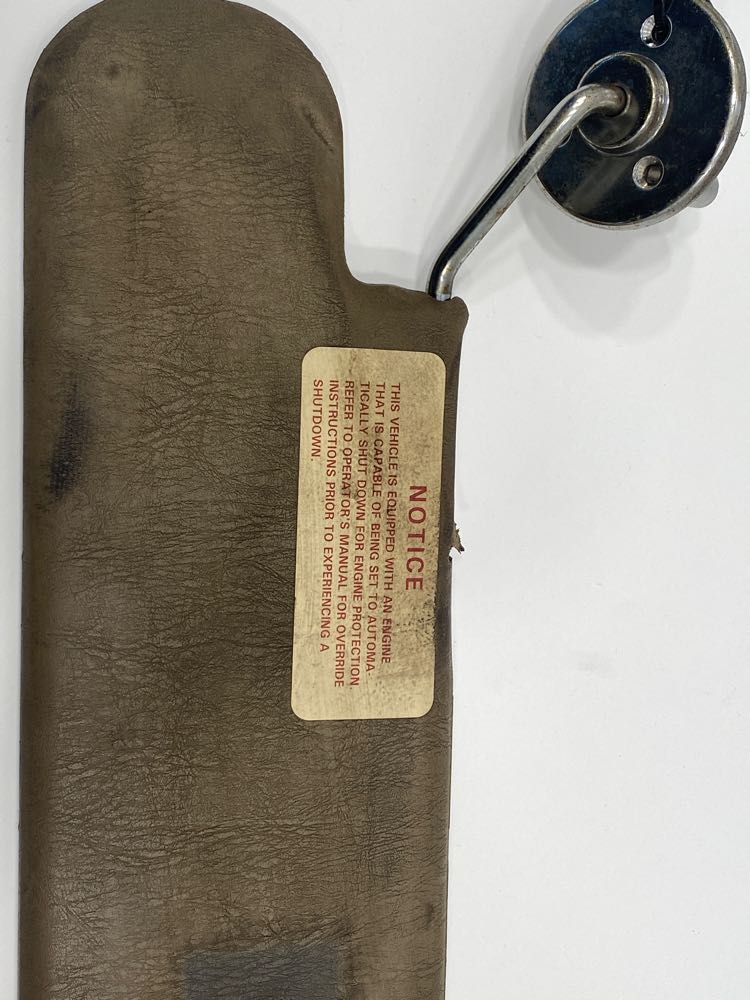 NOTICE
THIS VEHICLE IS EQUIPPED WITH AN ENGINE
THAT IS CAPABLE OF BEING SET TO AUTOMA-
TICALLY SHUT DOWN FOR ENGINE PROTECTION.
REFER TO OPERATOR'S MANUAL FOR OVERRIDE
INSTRUCTIONS PRIOR TO EXPERIENCING A
SHUTDOWN.